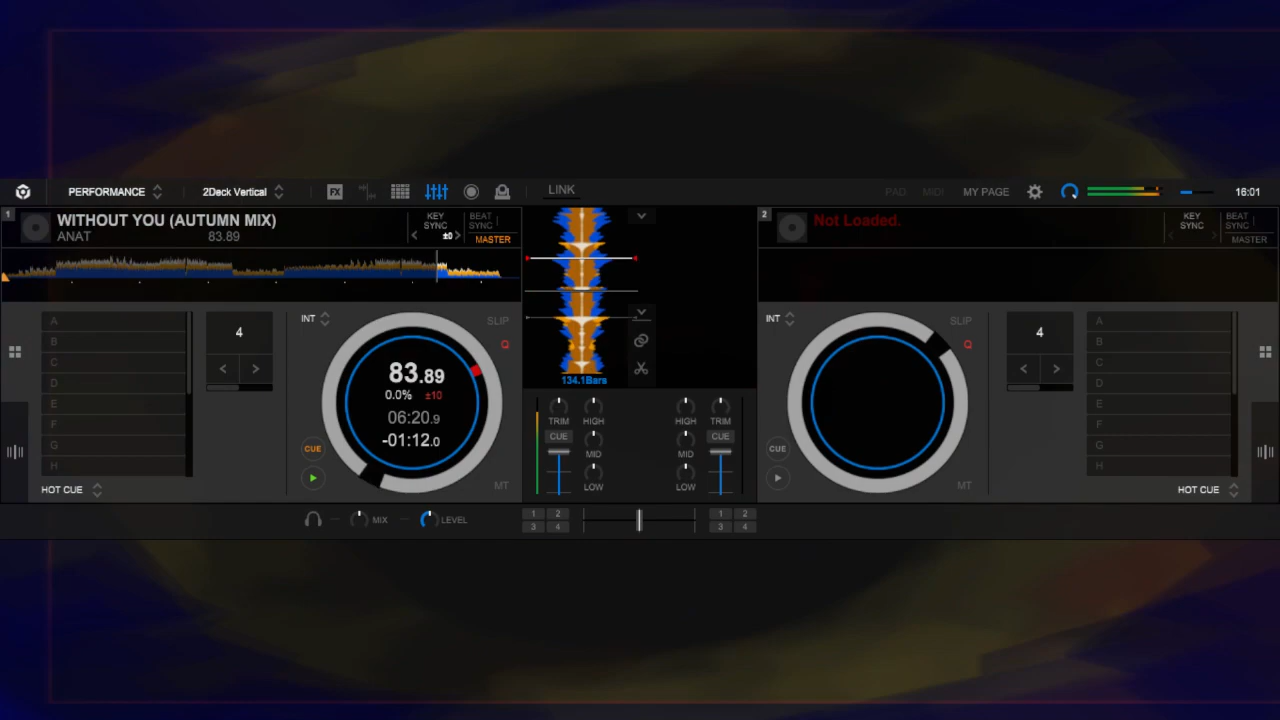 PERFORMANCE 2Deck Vertical FX LINK PAD MIDI MY PAGE 16:01
1 WITHOUT YOU (AUTUMN MIX) KEY SYNC BEAT SYNC
ANAT 83.89 ±0 MASTER
2 Not Loaded. KEY SYNC BEAT SYNC
MASTER
A
B
C
D
E
F
G
H
HOT CUE
4
INT
SLIP
Q
83.89
0.0% ±10
06:20.9
-01:12.0
CUE
MT
134.1Bars
TRIM HIGH HIGH TRIM
CUE CUE
MID MID
LOW LOW
INT
SLIP
Q
CUE
MT
4
A
B
C
D
E
F
G
H
HOT CUE
MIX LEVEL
1 2 1 2
3 4 3 4